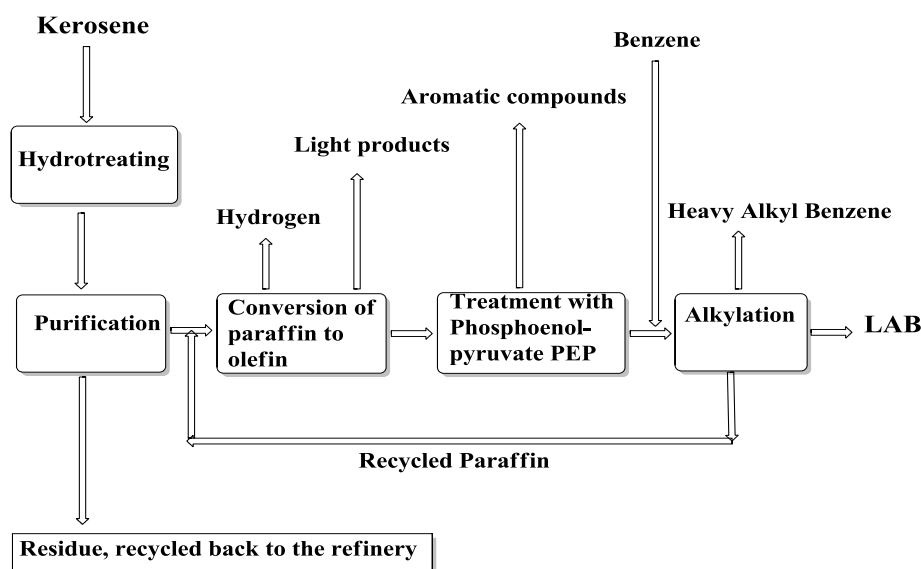 Kerosene
Benzene
Aromatic compounds
Light products
Hydrotreating
Hydrogen
Heavy Alkyl Benzene
Purification
Conversion of
paraffin to
olefin
Treatment with
Phosphoenol-
pyruvate PEP
Alkylation
LAB
Recycled Paraffin
Residue, recycled back to the refinery